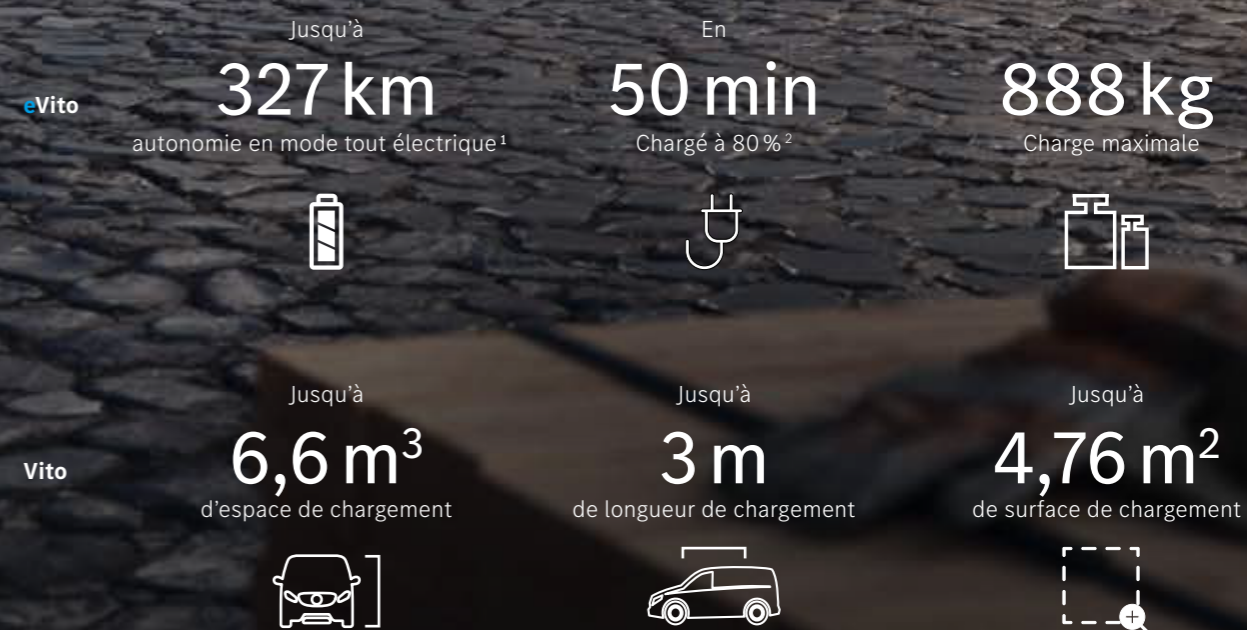 Jusqu'à
En
eVito
327 km
50 min
888 kg
autonomie en mode tout électrique¹
Chargé à 80 %²
Charge maximale
Jusqu'à
Jusqu'à
Jusqu'à
Vito
6,6 m³
3 m
4,76 m²
d'espace de chargement
de longueur de chargement
de surface de chargement